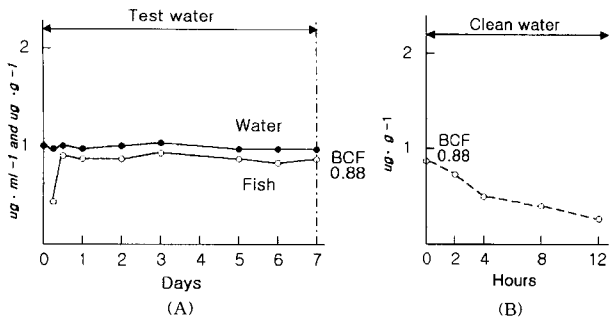 Test water
2
1
0 1 2 3 1 5 6 7
ug · ml -1 and ug · g -1
Water
Fish
BCF
0.88
Days
(A)
Clean water
2
1
ug · g -1
BCF
0.88
0 2 4 8 12
Hours
(B)